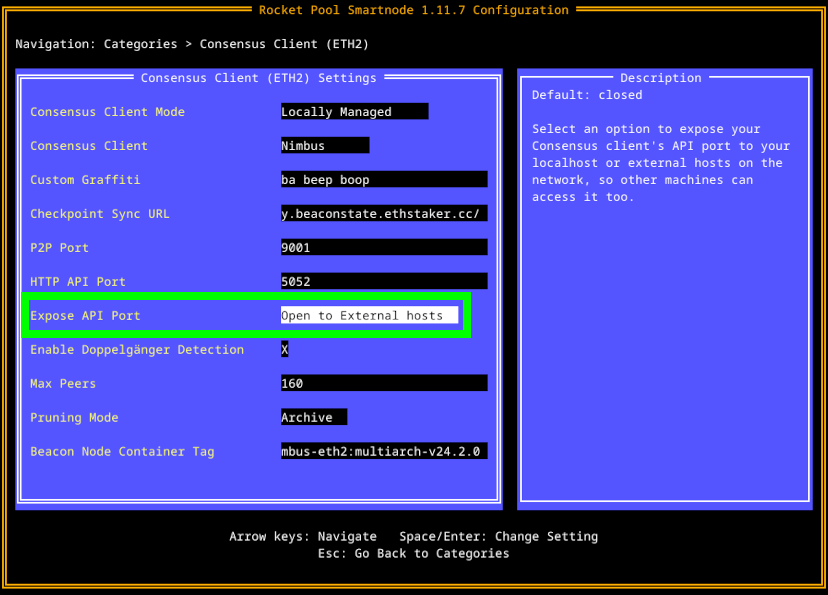 Rocket Pool Smartnode 1.11.7 Configuration
Navigation: Categories > Consensus Client (ETH2)
Consensus Client (ETH2) Settings
Consensus Client Mode Locally Managed
Consensus Client Nimbus
Custom Graffiti ba beep boop
Checkpoint Sync URL y.beaconstate.ethstaker.cc/
P2P Port 9001
HTTP API Port 5052
Expose API Port Open to External hosts
Enable Doppelgänger Detection X
Max Peers 160
Pruning Mode Archive
Beacon Node Container Tag mbus-eth2:multiarch-v24.2.0
Description
Default: closed
Select an option to expose your
Consensus client's API port to your
localhost or external hosts on the
network, so other machines can
access it too.
Arrow keys: Navigate Space/Enter: Change Setting
Esc: Go Back to Categories